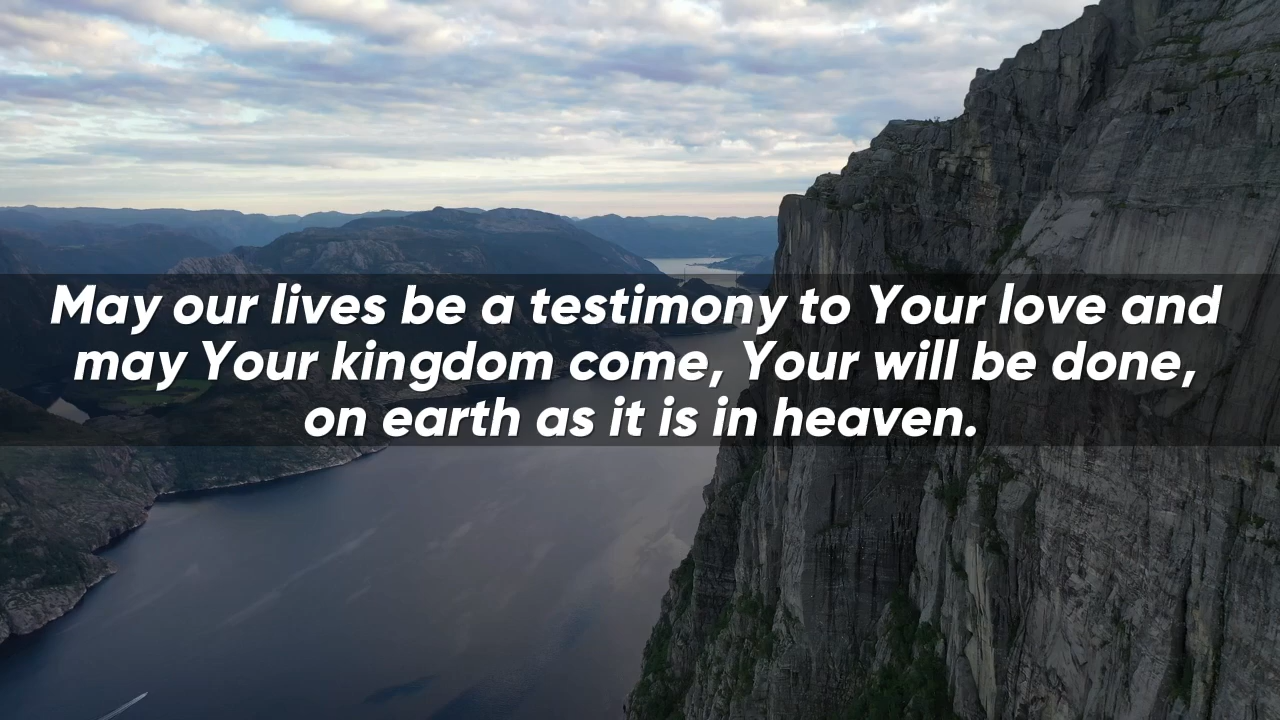 May our lives be a testimony to Your love and
may Your kingdom come, Your will be done,
on earth as it is in heaven.